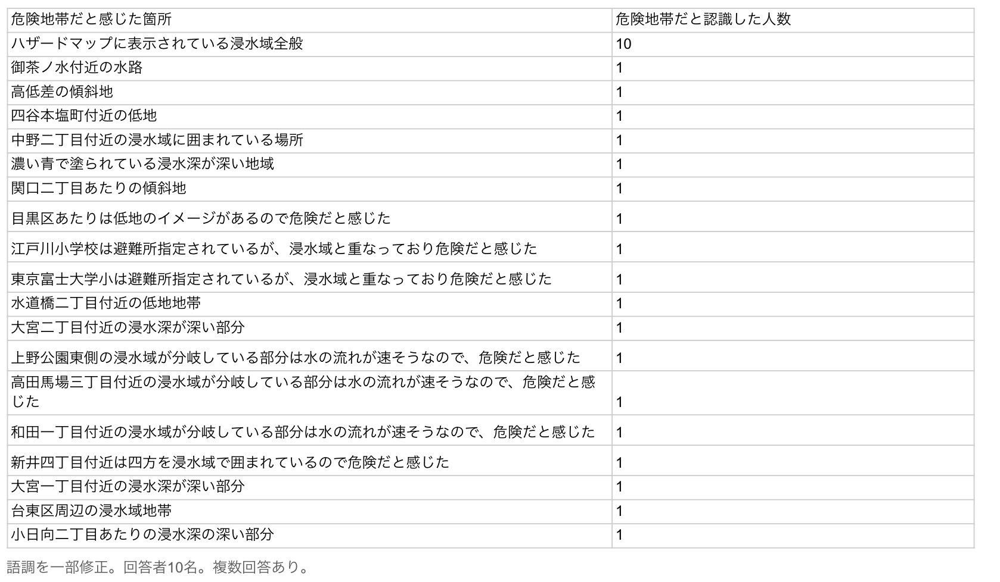 危険地帯だと感じた箇所 危険地帯だと認識した人数
ハザードマップに表示されている浸水域全般 10
御茶ノ水付近の水路 1
高低差の傾斜地 1
四谷本塩町付近の低地 1
中野二丁目付近の浸水域に囲まれている場所 1
濃い青で塗られている浸水深が深い地域 1
関口二丁目あたりの傾斜地 1
目黒区あたりは低地のイメージがあるので危険だと感じた 1
江戸川小学校は避難所指定されているが、浸水域と重なっており危険だと感じた 1
東京富士大学小は避難所指定されているが、浸水域と重なっており危険だと感じた 1
水道橋二丁目付近の低地地帯 1
大宮二丁目付近の浸水深が深い部分 1
上野公園東側の浸水域が分岐している部分は水の流れが速そうなので、危険だと感じた 1
高田馬場三丁目付近の浸水域が分岐している部分は水の流れが速そうなので、危険だと感
じた 1
和田一丁目付近の浸水域が分岐している部分は水の流れが速そうなので、危険だと感じた 1
新井四丁目付近は四方を浸水域で囲まれているので危険だと感じた 1
大宮一丁目付近の浸水深が深い部分 1
台東区周辺の浸水域地帯 1
小日向二丁目あたりの浸水深の深い部分 1
語調を一部修正。回答者10名。複数回答あり。